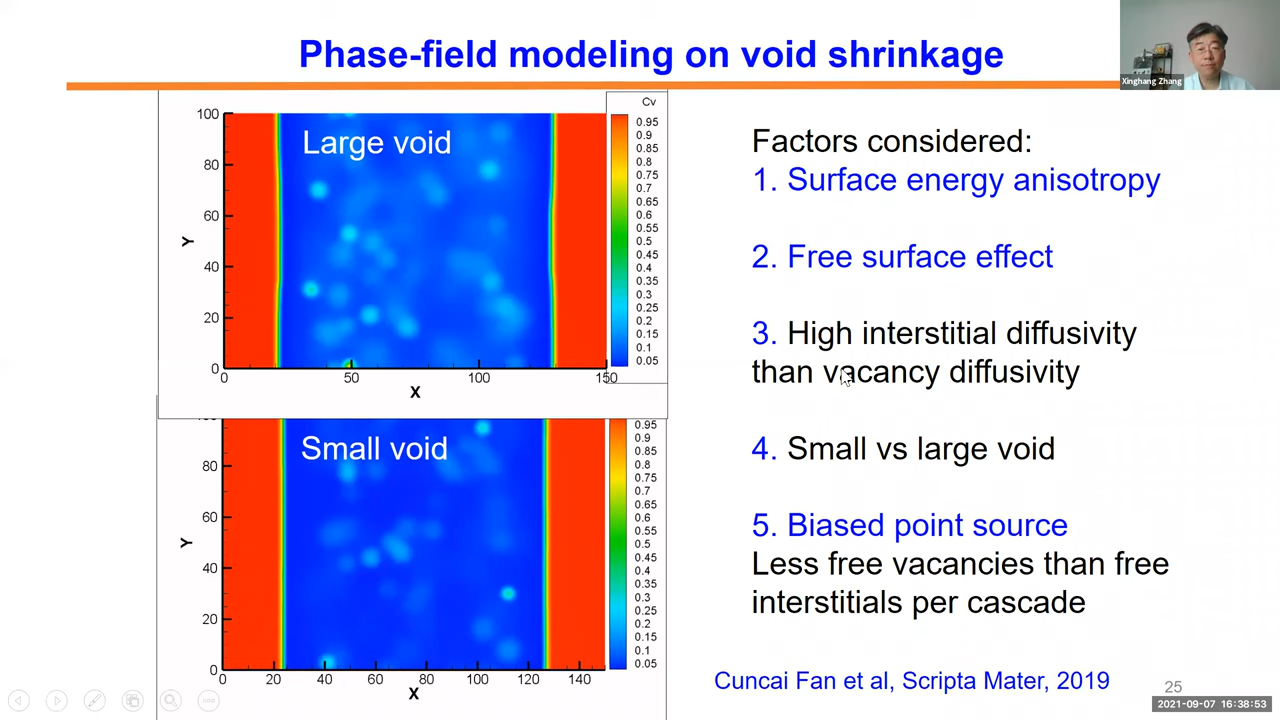 Phase-field modeling on void shrinkage
Xinghang Zhang
Cv
Large void
100
80
60
40
20
0
Y
0 50 100 150
X
0.95
0.9
0.85
0.8
0.75
0.7
0.65
0.6
0.55
0.5
0.45
0.4
0.35
0.3
0.25
0.2
0.15
0.1
0.05
Small void
80
60
40
20
0
Y
0 20 40 60 80 100 120 140
X
0.95
0.9
0.85
0.8
0.75
0.7
0.65
0.6
0.55
0.5
0.45
0.4
0.35
0.3
0.25
0.2
0.15
0.1
0.05
Factors considered:
1. Surface energy anisotropy
2. Free surface effect
3. High interstitial diffusivity
than vacancy diffusivity
4. Small vs large void
5. Biased point source
Less free vacancies than free
interstitials per cascade
Cuncai Fan et al, Scripta Mater, 2019
25
2021-09-07 16:38:53